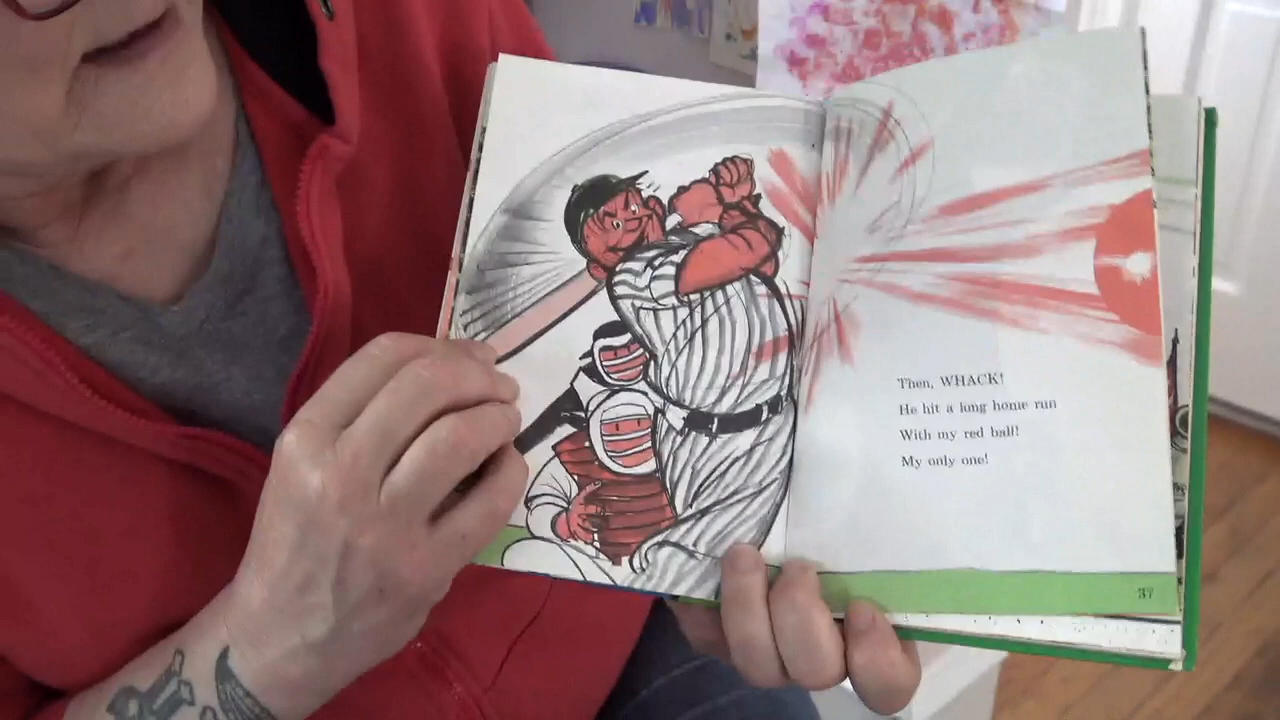 Then, WHACK!
He hit a long home run
With my red ball!
My only one!
37